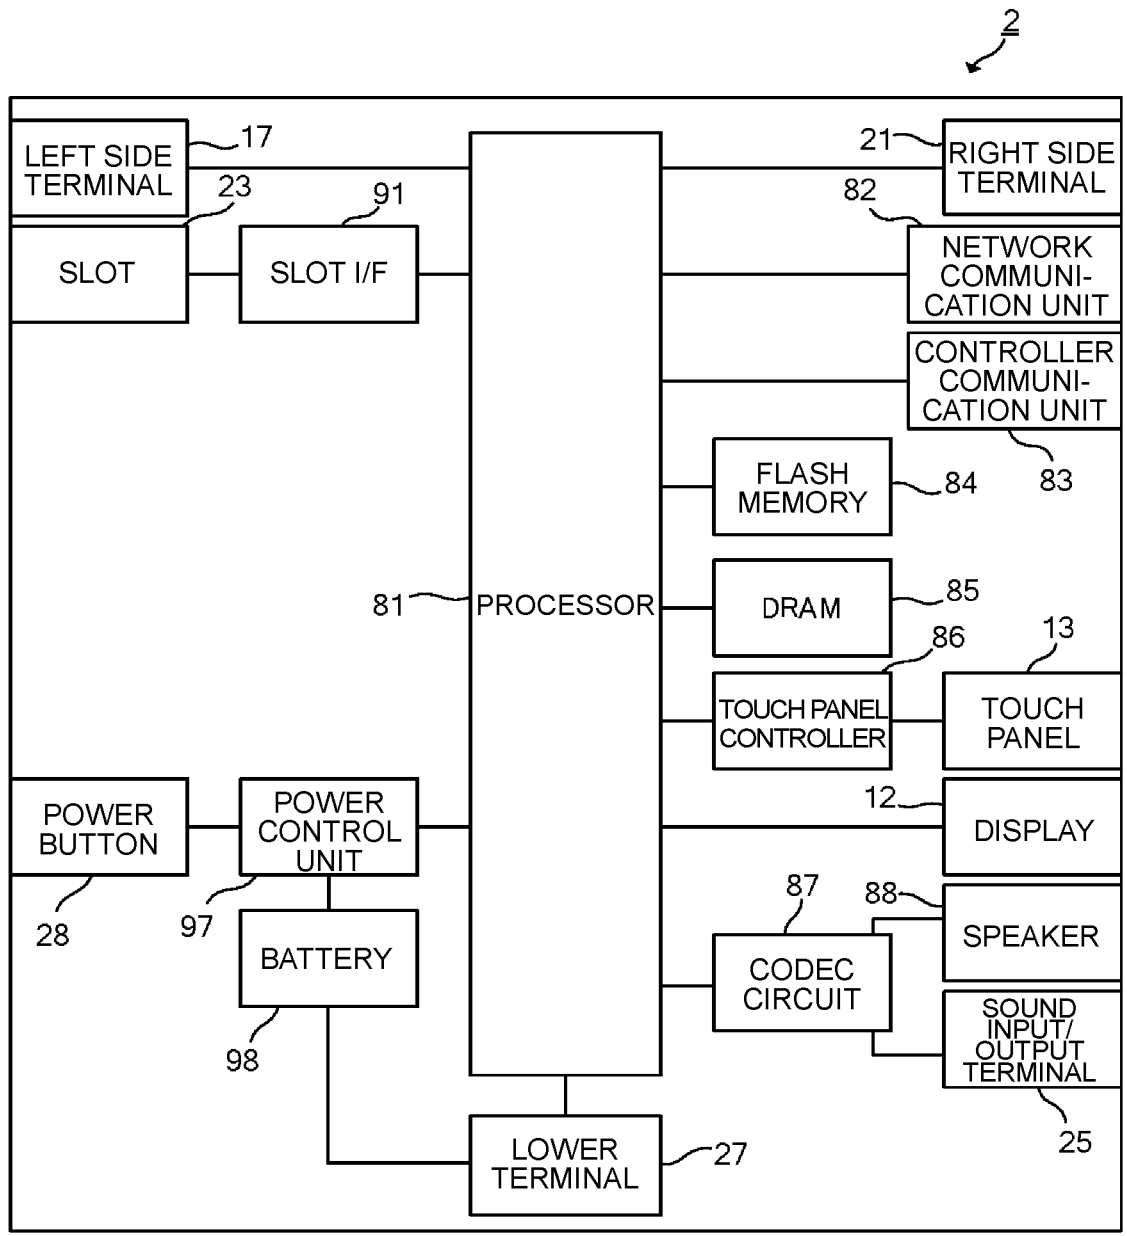 2
17
LEFT SIDE
TERMINAL
21
RIGHT SIDE
TERMINAL
23
SLOT
91
SLOT I/F
82
NETWORK
COMMUNI-
CATION UNIT
CONTROLLER
COMMUNI-
CATION UNIT
83
FLASH
MEMORY
84
81
PROCESSOR
DRAM
85
86
TOUCH PANEL
CONTROLLER
13
TOUCH
PANEL
POWER
BUTTON
28
POWER
CONTROL
UNIT
97
12
DISPLAY
BATTERY
98
87
CODEC
CIRCUIT
88
SPEAKER
SOUND
INPUT/
OUTPUT
TERMINAL
25
LOWER
TERMINAL
27